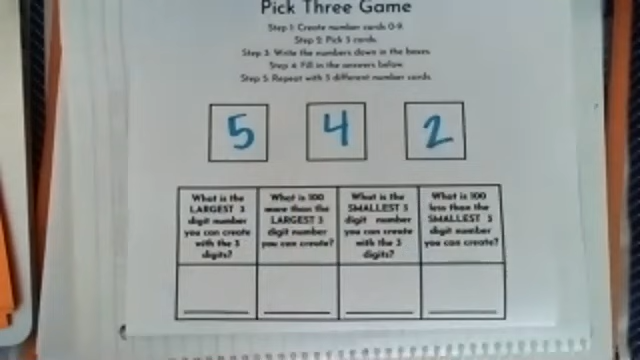 Pick Three Game
Step 1: Create number cards 0-9.
Step 2: Pick 3 cards.
Step 3: Write the numbers down in the boxes.
Step 4: Fill in the answers below.
Step 5: Repeat with 3 different number cards.
5 4 2
What is the
LARGEST 3
digit number
you can create
with the 3
digits?
What is 100
more than the
LARGEST 3
digit number
you can create?
What is the
SMALLEST 3
digit number
you can create
with the 3
digits?
What is 100
less than the
SMALLEST 3
digit number
you can create?